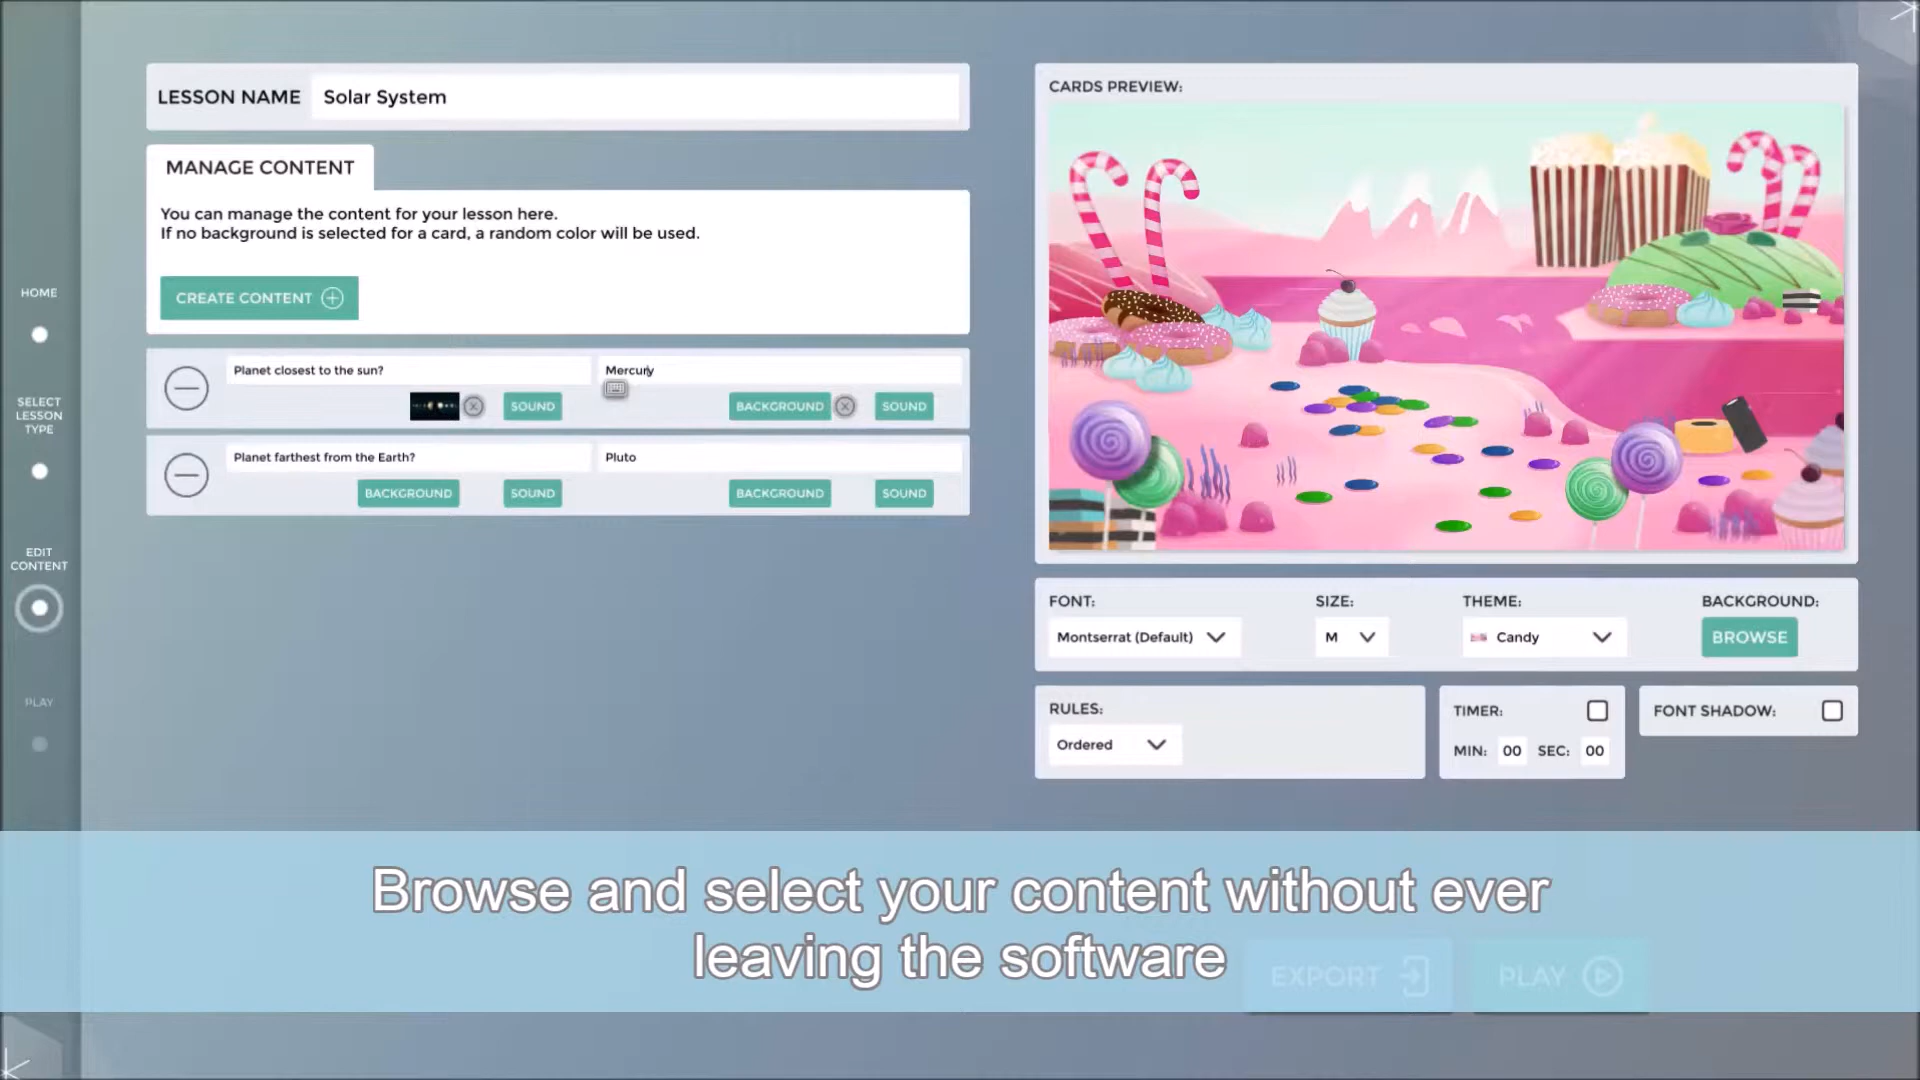 LESSON NAME Solar System
MANAGE CONTENT
You can manage the content for your lesson here.
If no background is selected for a card, a random color will be used.
CREATE CONTENT
Planet closest to the sun? Mercury
SOUND BACKGROUND SOUND
Planet farthest from the Earth? Pluto
BACKGROUND SOUND BACKGROUND SOUND
HOME
SELECT
LESSON
TYPE
EDIT
CONTENT
PLAY
CARDS PREVIEW:
FONT: SIZE: THEME: BACKGROUND:
Montserrat (Default) M Candy BROWSE
RULES:
Ordered
TIMER:
MIN: 00 SEC: 00
FONT SHADOW:
Browse and select your content without ever
leaving the software
EXPORT PLAY